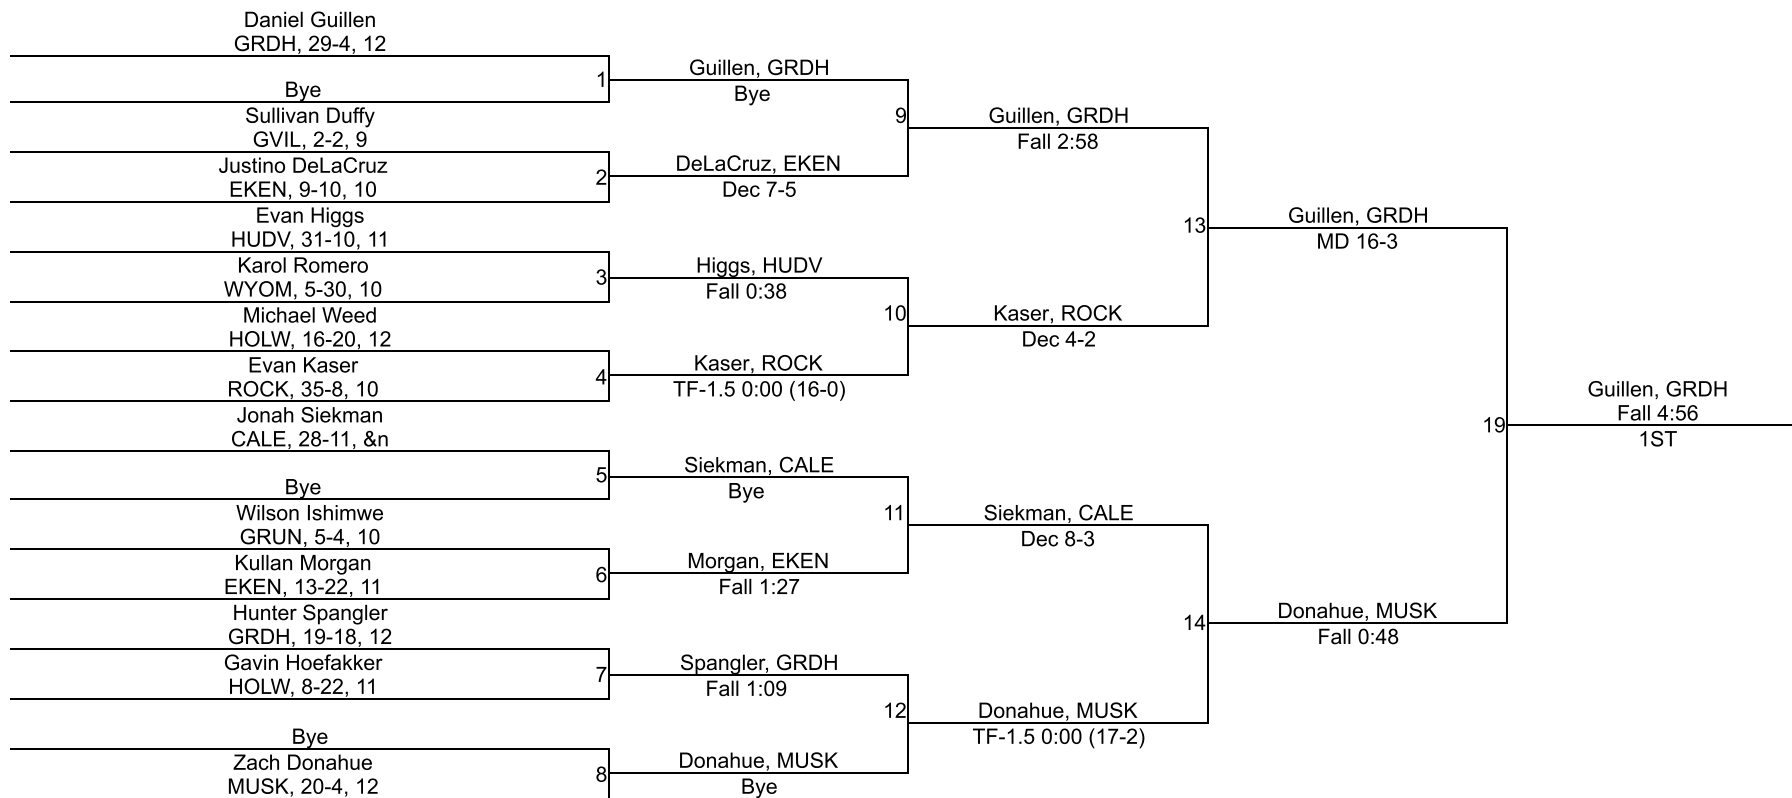 Daniel Guillen
GRDH, 29-4, 12
Bye
1
Sullivan Duffy
GVIL, 2-2, 9
Justino DeLaCruz
EKEN, 9-10, 10
2
Evan Higgs
HUDV, 31-10, 11
Karol Romero
WYOM, 5-30, 10
3
Michael Weed
HOLW, 16-20, 12
Evan Kaser
ROCK, 35-8, 10
4
Jonah Siekman
CALE, 28-11, &n
Bye
5
Wilson Ishimwe
GRUN, 5-4, 10
Kullan Morgan
EKEN, 13-22, 11
6
Hunter Spangler
GRDH, 19-18, 12
Gavin Hoefakker
HOLW, 8-22, 11
7
Bye
Zach Donahue
MUSK, 20-4, 12
8
Guillen, GRDH
Bye
9
DeLaCruz, EKEN
Dec 7-5
Higgs, HUDV
Fall 0:38
10
Kaser, ROCK
TF-1.5 0:00 (16-0)
Siekman, CALE
Bye
11
Morgan, EKEN
Fall 1:27
Spangler, GRDH
Fall 1:09
12
Donahue, MUSK
Bye
Guillen, GRDH
Fall 2:58
13
Kaser, ROCK
Dec 4-2
Siekman, CALE
Dec 8-3
14
Donahue, MUSK
TF-1.5 0:00 (17-2)
Guillen, GRDH
MD 16-3
19
Donahue, MUSK
Fall 0:48
Guillen, GRDH
Fall 4:56
1ST